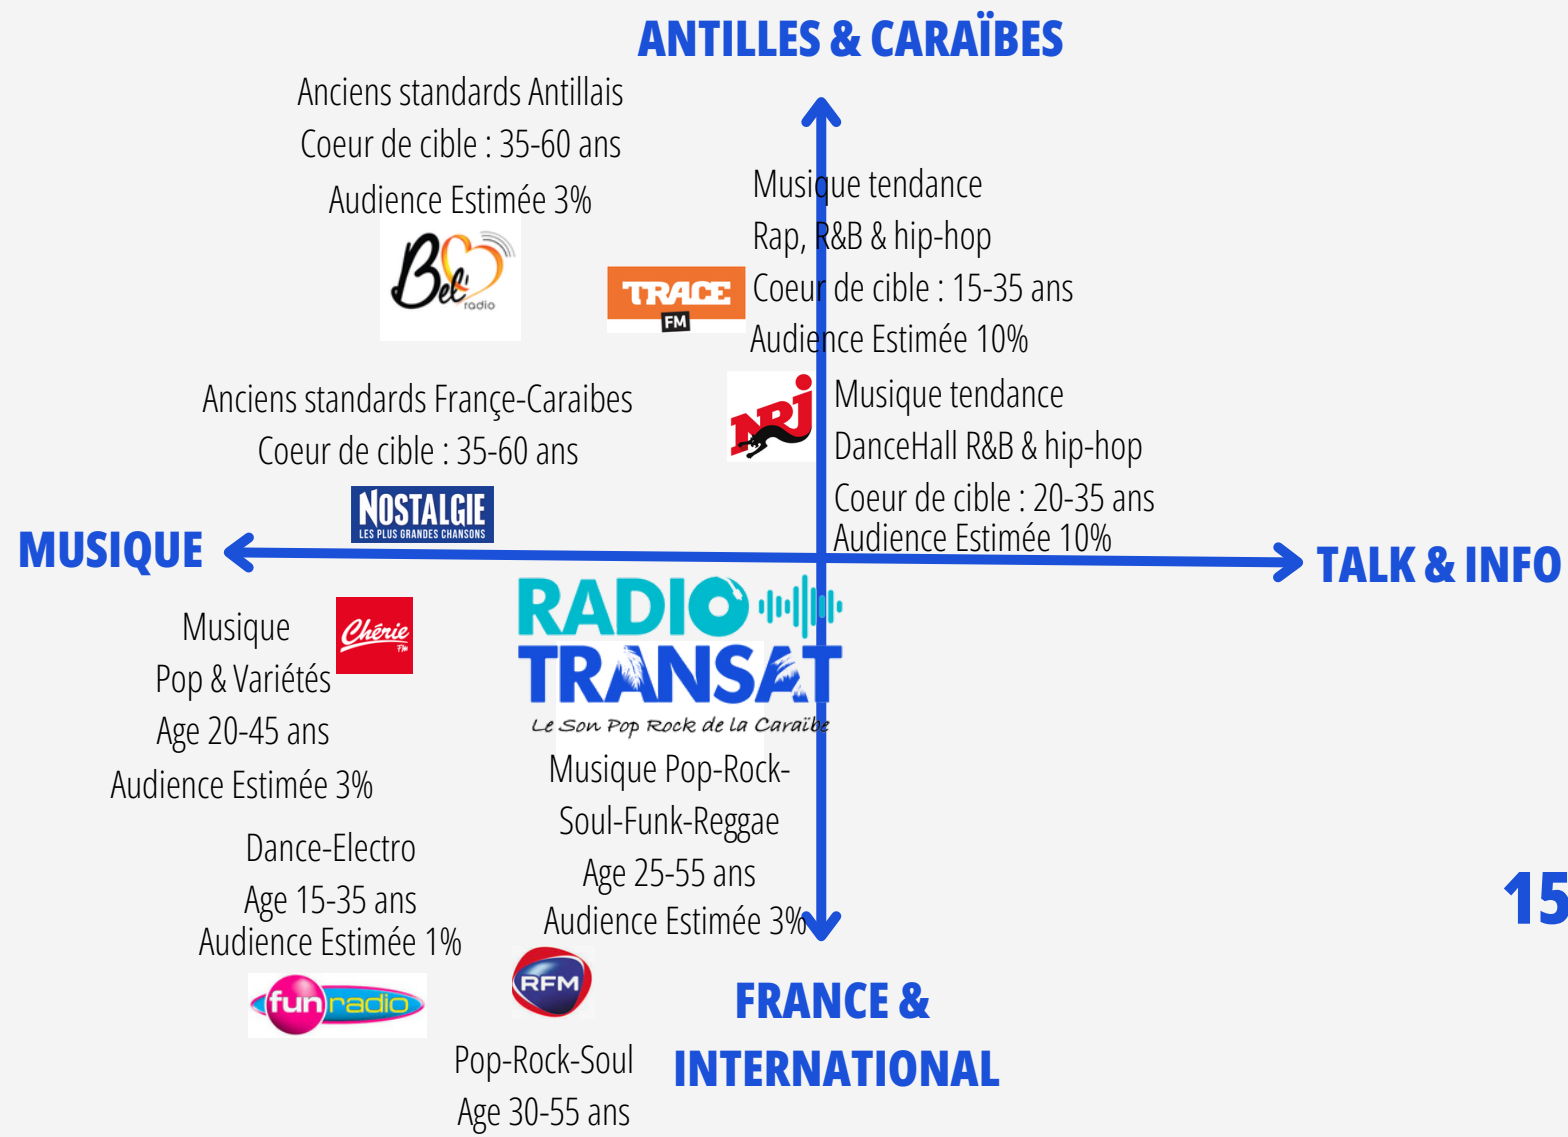 ANTILLES & CARAÏBES
Anciens standards Antillais
Coeur de cible : 35-60 ans
Audience Estimée 3%
Bel'
radio
TRACE
FM
Musique tendance
Rap, R&B & hip-hop
Coeur de cible : 15-35 ans
Audience Estimée 10%
NRJ
Musique tendance
DanceHall R&B & hip-hop
Coeur de cible : 20-35 ans
Audience Estimée 10%
Anciens standards Françe-Caraibes
Coeur de cible : 35-60 ans
NOSTALGIE
LES PLUS GRANDES CHANSONS
MUSIQUE
TALK & INFO
Chérie
FM
Musique
Pop & Variétés
Age 20-45 ans
Audience Estimée 3%
RADIO
TRANSAT
Le Son Pop Rock de la Caraïbe
Musique Pop-Rock-
Soul-Funk-Reggae
Age 25-55 ans
Audience Estimée 3%
Dance-Electro
Age 15-35 ans
Audience Estimée 1%
fun radio
RFM
Pop-Rock-Soul
Age 30-55 ans
FRANCE &
INTERNATIONAL
15